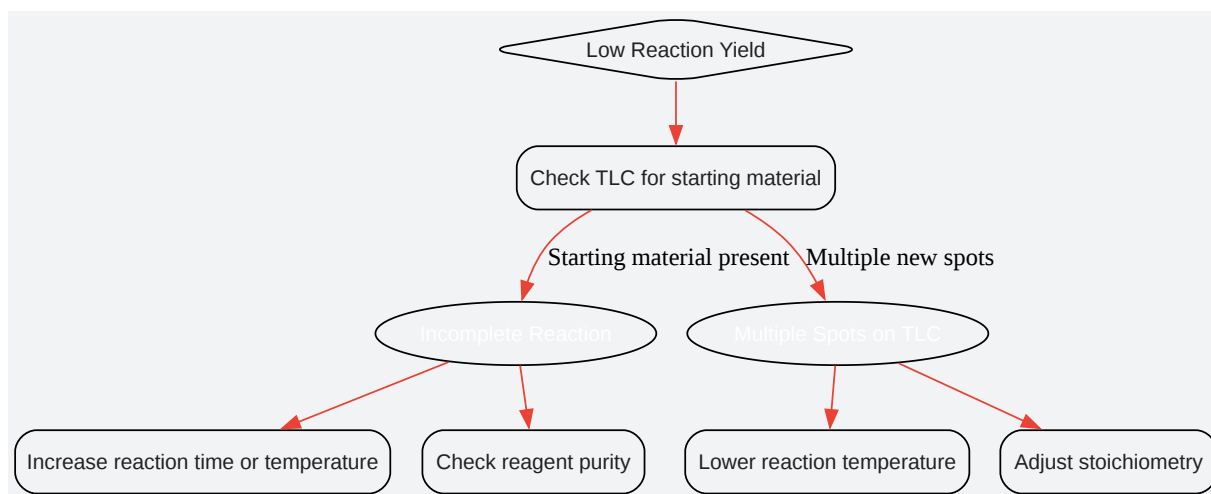 Low Reaction Yield
Check TLC for starting material
Starting material present
Multiple new spots
Incomplete Reaction
Multiple Spots on TLC
Increase reaction time or temperature
Check reagent purity
Lower reaction temperature
Adjust stoichiometry